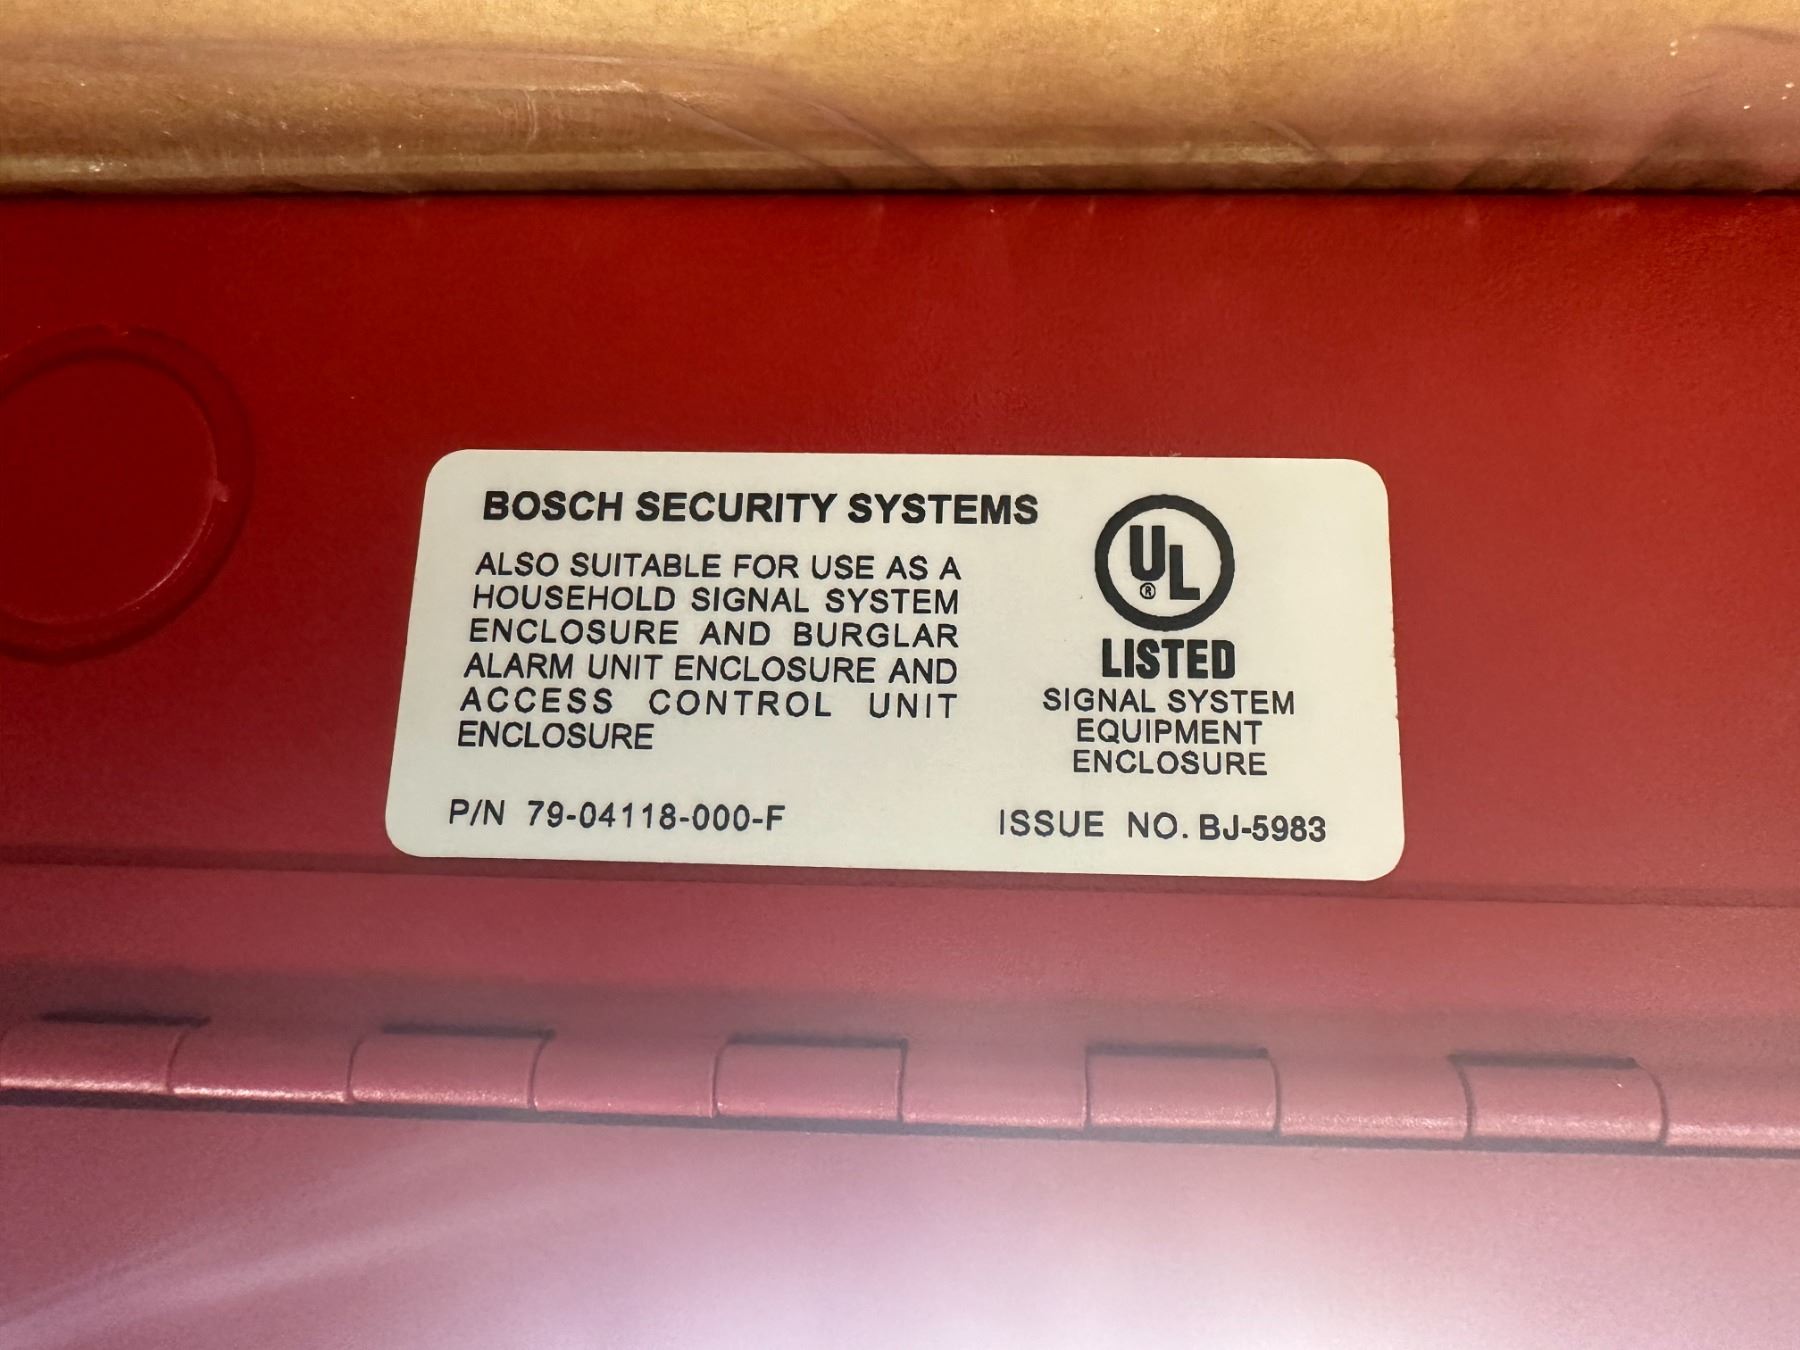 BOSCH SECURITY SYSTEMS
ALSO SUITABLE FOR USE AS A
HOUSEHOLD SIGNAL SYSTEM
ENCLOSURE AND BURGLAR
ALARM UNIT ENCLOSURE AND
ACCESS CONTROL UNIT
ENCLOSURE
P/N 79-04118-000-F
UL
®
LISTED
SIGNAL SYSTEM
EQUIPMENT
ENCLOSURE
ISSUE NO. BJ-5983